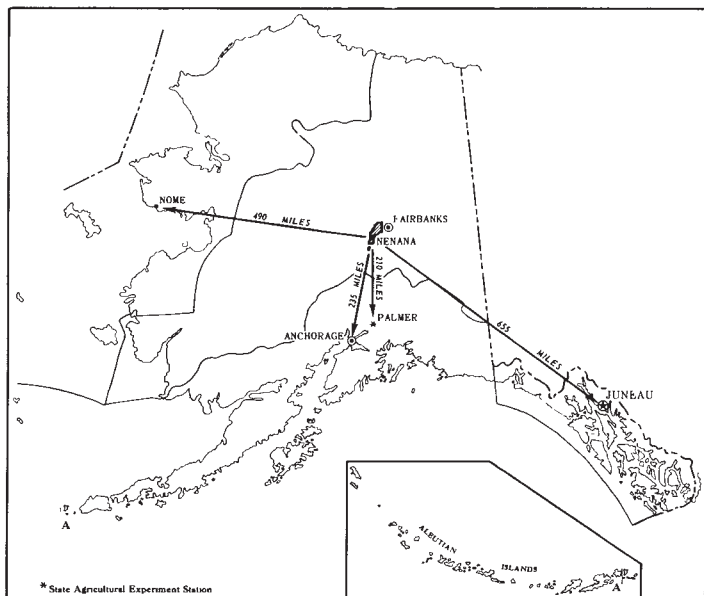 NOME
490 MILES
FAIRBANKS
NENANA
235 MILES
210 MILES
PALMER
*
ANCHORAGE
655 MILES
JUNEAU
A
ALEUTIAN
ISLANDS
A
* State Agricultural Experiment Station